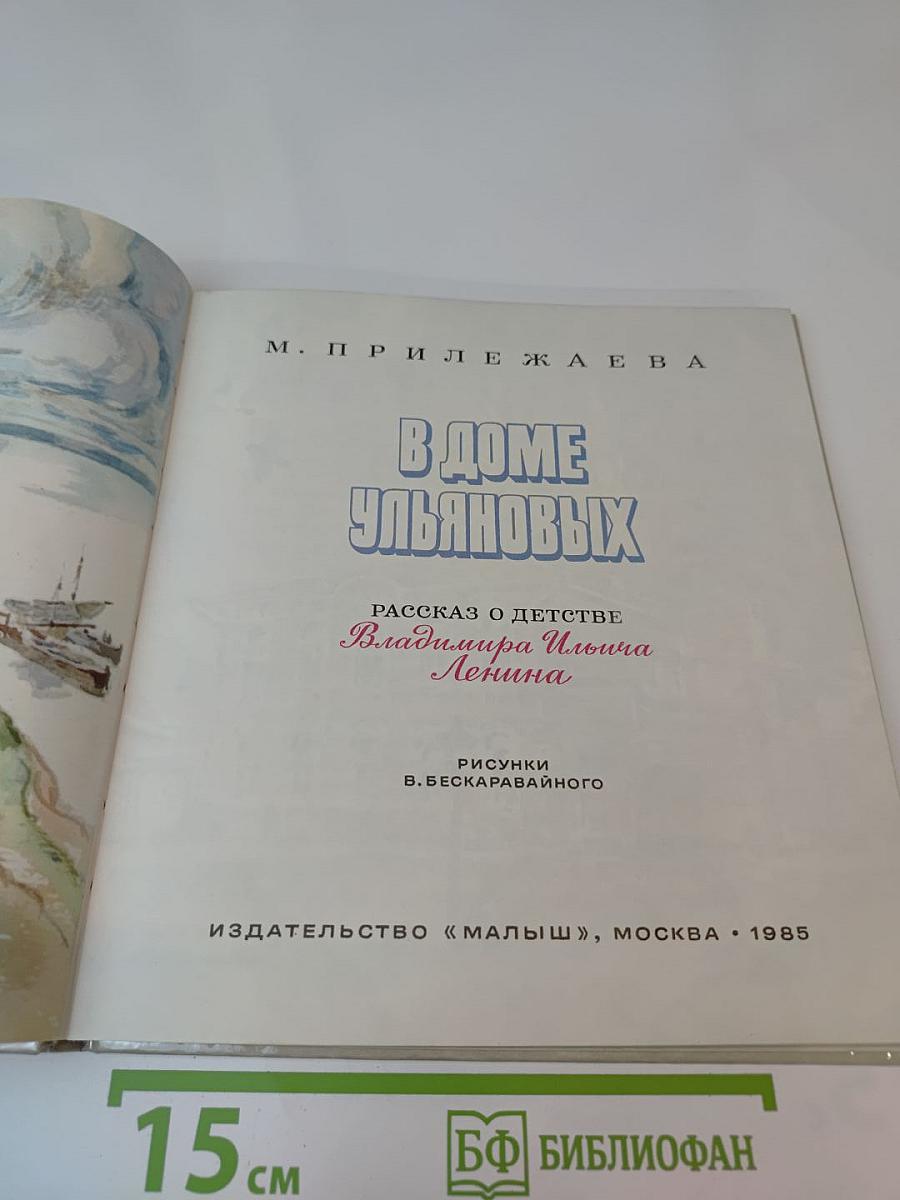 М. ПРИЛЕЖАЕВА
В ДОМЕ
УЛЬЯНОВЫХ
РАССКАЗ О ДЕТСТВЕ
Владимира Ильича
Ленина
РИСУНКИ
В. БЕСКАРАВАЙНОГО
ИЗДАТЕЛЬСТВО «МАЛЫШ», МОСКВА • 1985
15 см
БФ БИБЛИОФАН